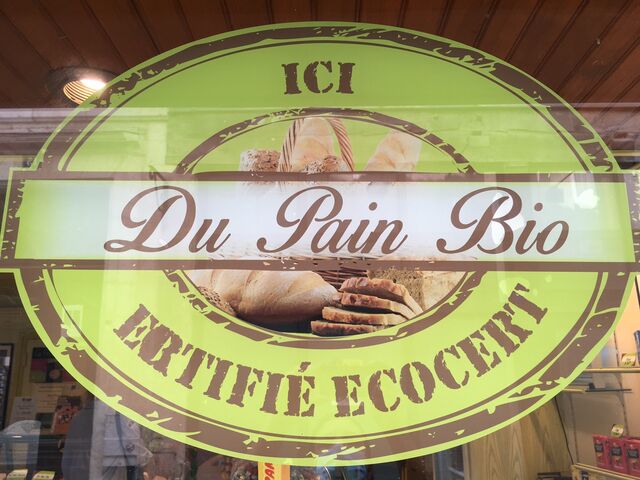 ICI
Du Pain Bio
ERTIFIÉ ECOCERT